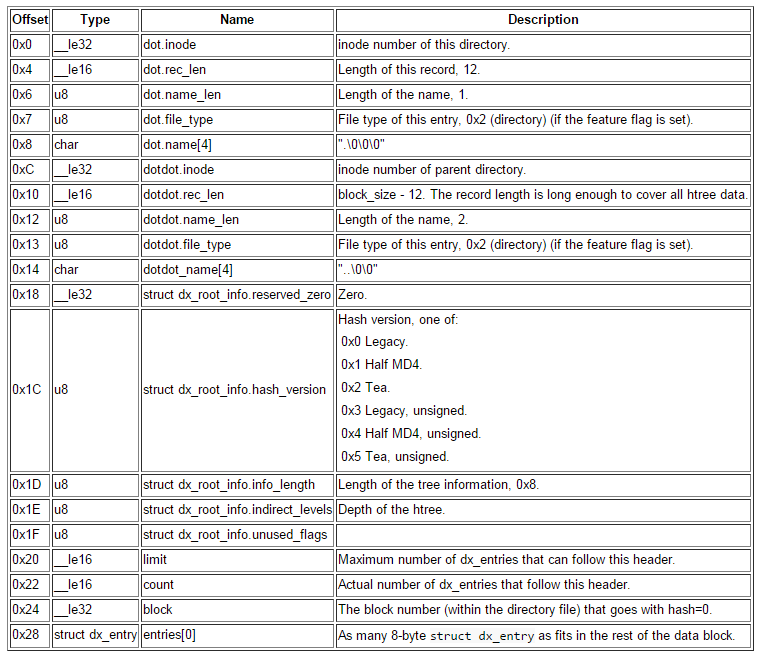 Offset Type Name Description
0x0 __le32 dot.inode inode number of this directory.
0x4 __le16 dot.rec_len Length of this record, 12.
0x6 u8 dot.name_len Length of the name, 1.
0x7 u8 dot.file_type File type of this entry, 0x2 (directory) (if the feature flag is set).
0x8 char dot.name[4] ".\0\0\0"
0xC __le32 dotdot.inode inode number of parent directory.
0x10 __le16 dotdot.rec_len block_size - 12. The record length is long enough to cover all htree data.
0x12 u8 dotdot.name_len Length of the name, 2.
0x13 u8 dotdot.file_type File type of this entry, 0x2 (directory) (if the feature flag is set).
0x14 char dotdot_name[4] "..\0\0"
0x18 __le32 struct dx_root_info.reserved_zero Zero.
0x1C u8 struct dx_root_info.hash_version Hash version, one of:
0x0 Legacy.
0x1 Half MD4.
0x2 Tea.
0x3 Legacy, unsigned.
0x4 Half MD4, unsigned.
0x5 Tea, unsigned.
0x1D u8 struct dx_root_info.info_length Length of the tree information, 0x8.
0x1E u8 struct dx_root_info.indirect_levels Depth of the htree.
0x1F u8 struct dx_root_info.unused_flags
0x20 __le16 limit Maximum number of dx_entries that can follow this header.
0x22 __le16 count Actual number of dx_entries that follow this header.
0x24 __le32 block The block number (within the directory file) that goes with hash=0.
0x28 struct dx_entry entries[0] As many 8-byte struct dx_entry as fits in the rest of the data block.